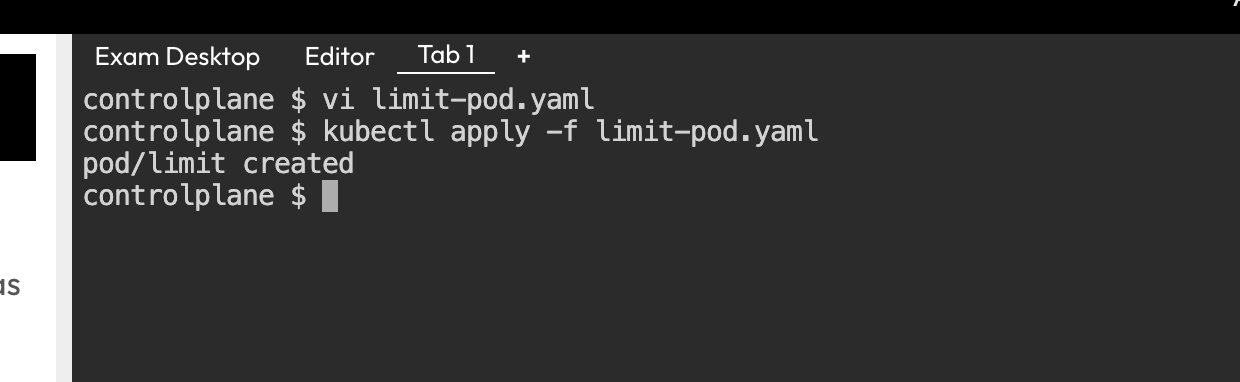 Exam Desktop Editor Tab 1 +
controlplane $ vi limit-pod.yaml
controlplane $ kubectl apply -f limit-pod.yaml
pod/limit created
controlplane $
as